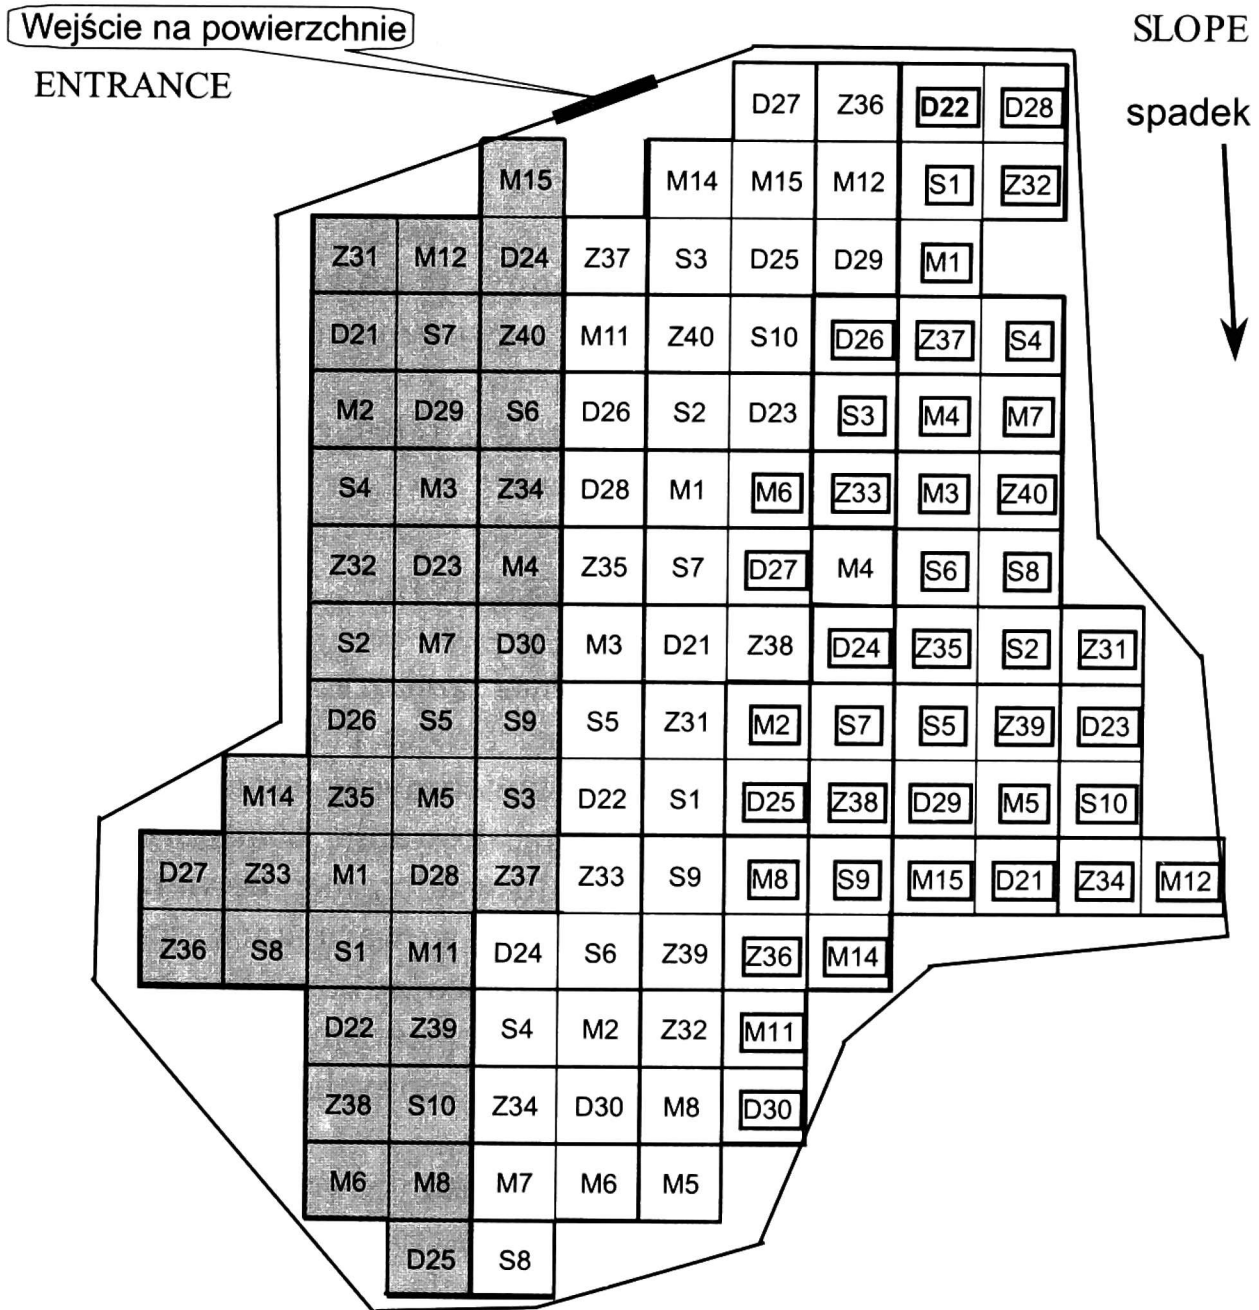 Wejście na powierzchnie
SLOPE
ENTRANCE
spadek
D27 Z36 D22 D28
M15 M14 M15 M12 S1 Z32
Z31 M12 D24 Z37 S3 D25 D29 M1
D21 S7 Z40 M11 Z40 S10 D26 Z37 S4
M2 D29 S6 D26 S2 D23 S3 M4 M7
S4 M3 Z34 D28 M1 M6 Z33 M3 Z40
Z32 D23 M4 Z35 S7 D27 M4 S6 S8
S2 M7 D30 M3 D21 Z38 D24 Z35 S2 Z31
D26 S5 S9 S5 Z31 M2 S7 S5 Z39 D23
M14 Z35 M5 S3 D22 S1 D25 Z38 D29 M5 S10
D27 Z33 M1 D28 Z37 Z33 S9 M8 S9 M15 D21 Z34 M12
Z36 S8 S1 M11 D24 S6 Z39 Z36 M14
D22 Z39 S4 M2 Z32 M11
Z38 S10 Z34 D30 M8 D30
M6 M8 M7 M6 M5
D25 S8